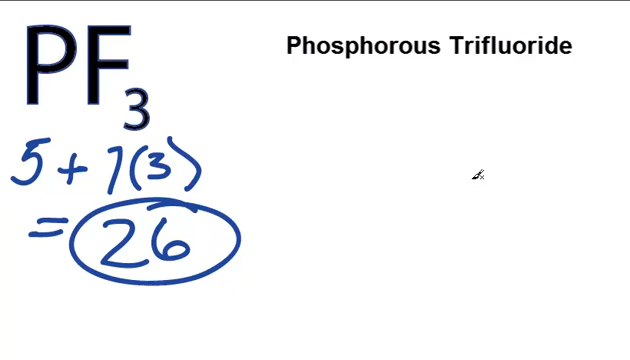 PF₃
Phosphorous Trifluoride
5 + 7(3)
= 26